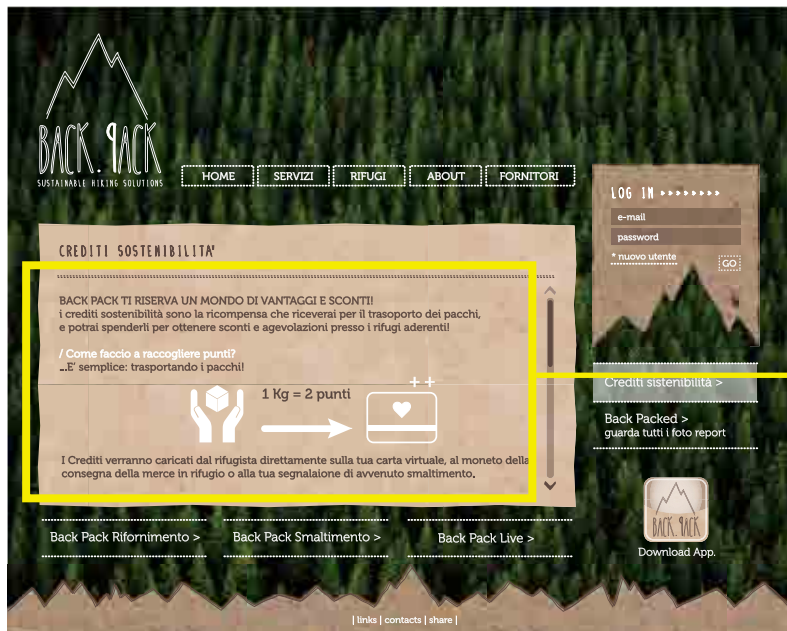 BACK.PACK
SUSTAINABLE HIKING SOLUTIONS
HOME
SERVIZI
RIFUGI
ABOUT
FORNITORI
LOG IN
e-mail
password
* nuovo utente
GO
CREDITI SOSTENIBILITA'
BACK PACK TI RISERVA UN MONDO DI VANTAGGI E SCONTI!
i crediti sostenibilità sono la ricompensa che riceverai per il trasoporto dei pacchi,
e potrai spenderli per ottenere sconti e agevolazioni presso i rifugi aderenti!
/ Come faccio a raccogliere punti?
...E' semplice: trasportando i pacchi!
1 Kg = 2 punti
++
I Crediti verranno caricati dal rifugista direttamente sulla tua carta virtuale, al moneto della
consegna della merce in rifugio o alla tua segnalaione di avvenuto smaltimento.
Crediti sistenibilità >
Back Packed >
guarda tutti i foto report
Back Pack Rifornimento >
Back Pack Smaltimento >
Back Pack Live >
BACK.PACK
Download App.
| links | contacts | share |